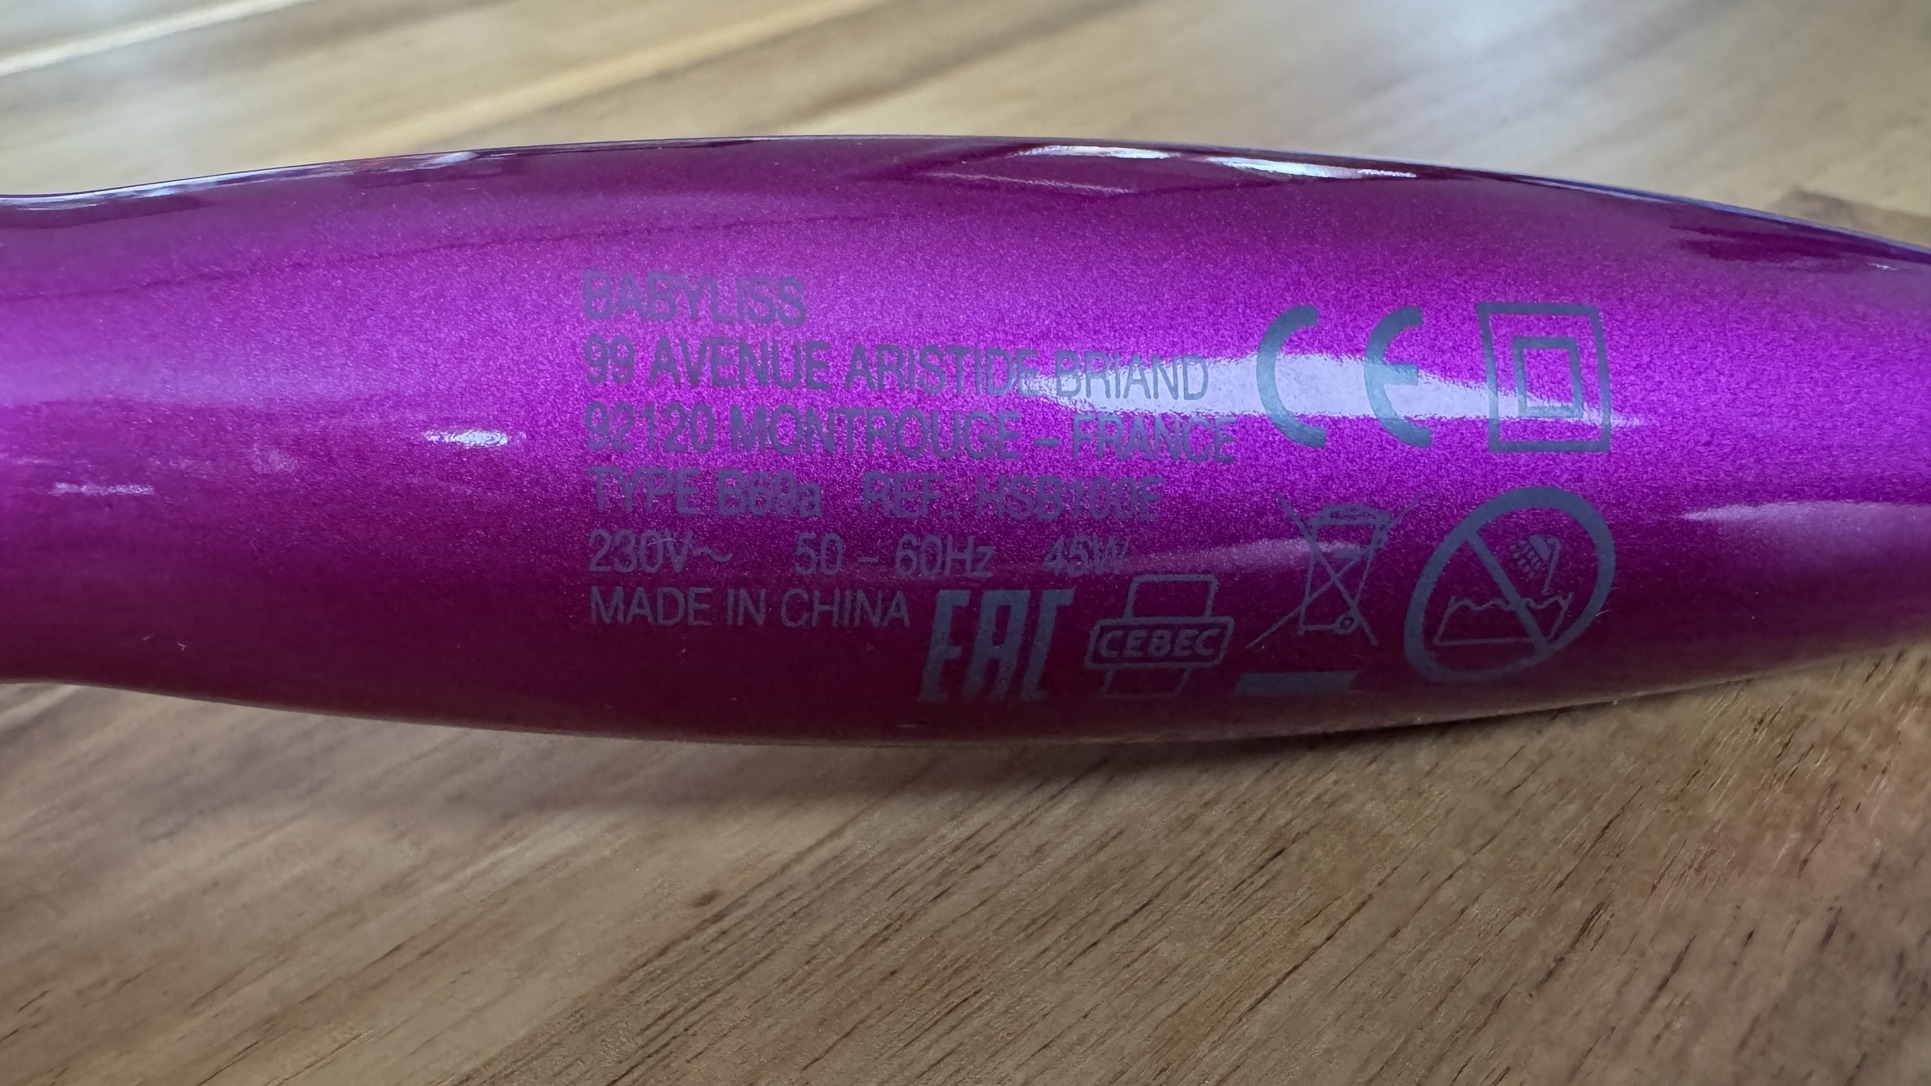 BABYLISS
99 AVENUE ARISTIDE BRIAND
92120 MONTROUGE – FRANCE
TYPE B69a REF.: HSB100E
230V~ 50 – 60Hz 45W
MADE IN CHINA
EAC
CEBEC
CE